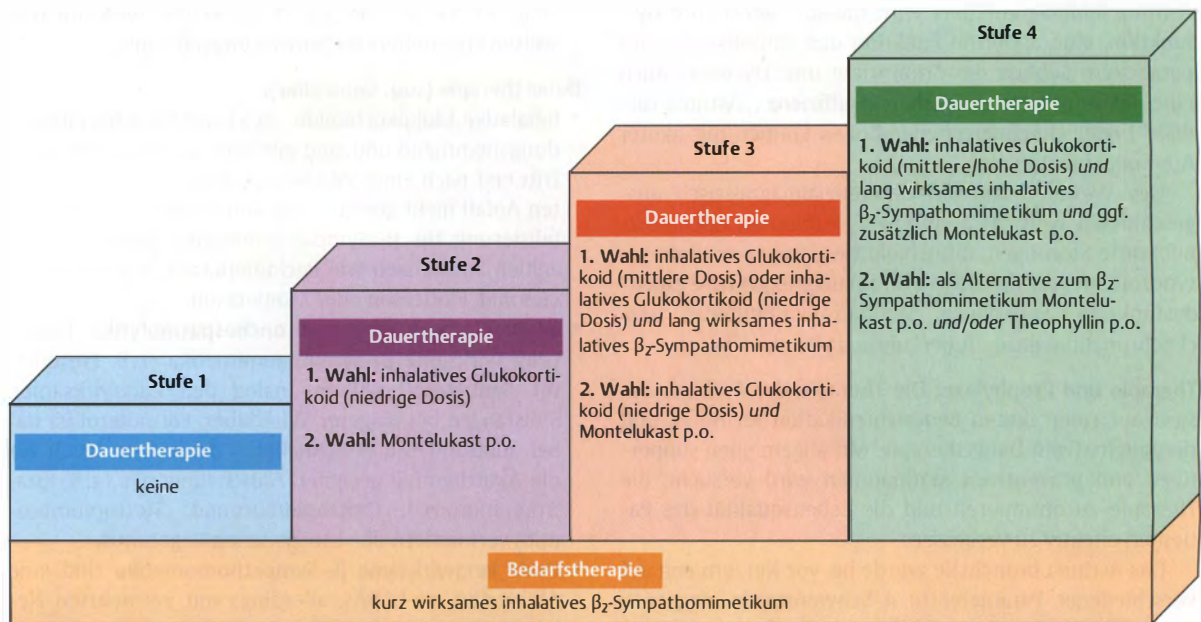 Stufe 1
Dauertherapie
keine
Stufe 2
Dauertherapie
1. Wahl: inhalatives Glukokorti-
koid (niedrige Dosis)
2. Wahl: Montelukast p.o.
Stufe 3
Dauertherapie
1. Wahl: inhalatives Glukokorti-
koid (mittlere Dosis) oder inha-
latives Glukokortikoid (niedrige
Dosis) und lang wirksames inha-
latives β₂-Sympathomimetikum
2. Wahl: inhalatives Glukokorti-
koid (niedrige Dosis) und
Montelukast p.o.
Stufe 4
Dauertherapie
1. Wahl: inhalatives Glukokorti-
koid (mittlere/hohe Dosis) und
lang wirksames inhalatives
β₂-Sympathomimetikum und ggf.
zusätzlich Montelukast p.o.
2. Wahl: als Alternative zum β₂-
Sympathomimetikum Montelu-
kast p.o. und/oder Theophyllin p.o.
Bedarfstherapie
kurz wirksames inhalatives β₂-Sympathomimetikum